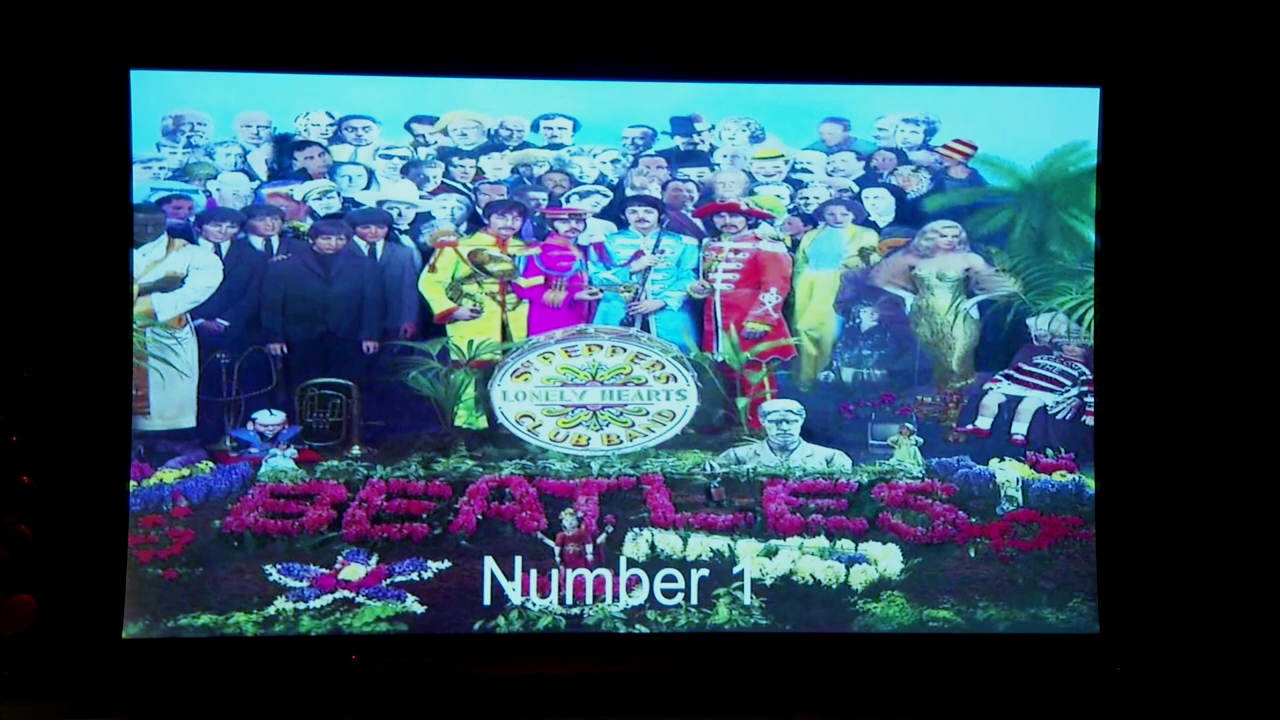 SGT. PEPPERS
LONELY HEARTS
CLUB BAND
BEATLES
Number 1